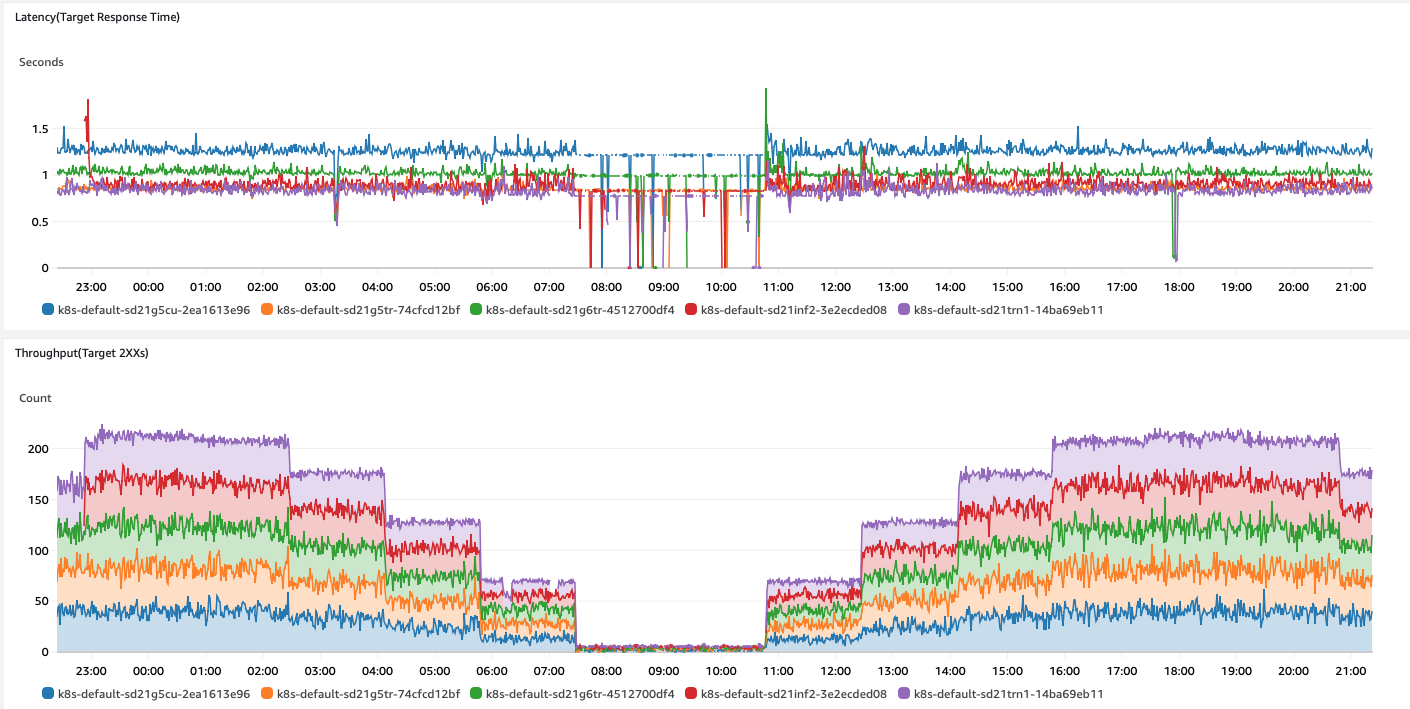 Latency(Target Response Time)
Seconds
1.5
1
0.5
0
23:00 00:00 01:00 02:00 03:00 04:00 05:00 06:00 07:00 08:00 09:00 10:00 11:00 12:00 13:00 14:00 15:00 16:00 17:00 18:00 19:00 20:00 21:00
k8s-default-sd21g5cu-2ea1613e96 k8s-default-sd21g5tr-74cfcd12bf k8s-default-sd21g6tr-4512700df4 k8s-default-sd21inf2-3e2ecded08 k8s-default-sd21trn1-14ba69eb11
Throughput(Target 2XXs)
Count
200
150
100
50
0
23:00 00:00 01:00 02:00 03:00 04:00 05:00 06:00 07:00 08:00 09:00 10:00 11:00 12:00 13:00 14:00 15:00 16:00 17:00 18:00 19:00 20:00 21:00
k8s-default-sd21g5cu-2ea1613e96 k8s-default-sd21g5tr-74cfcd12bf k8s-default-sd21g6tr-4512700df4 k8s-default-sd21inf2-3e2ecded08 k8s-default-sd21trn1-14ba69eb11